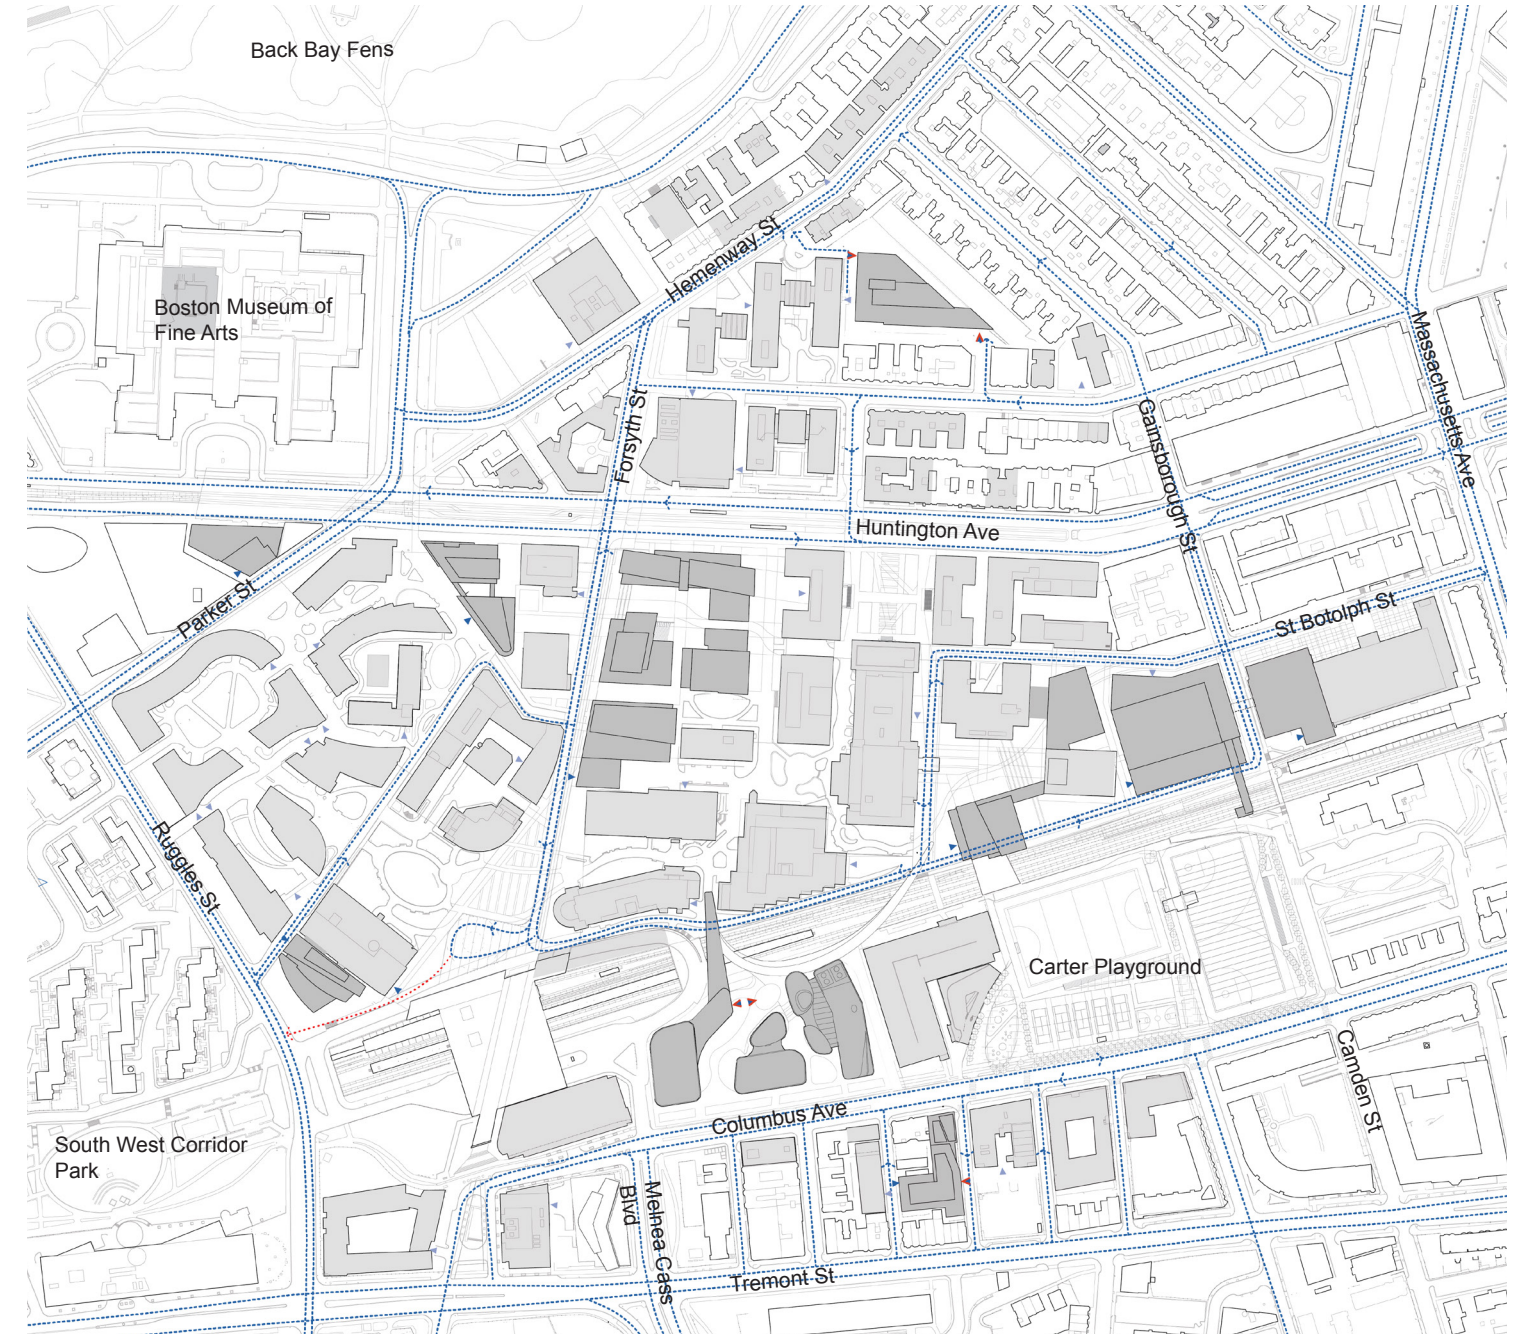 Back Bay Fens
Hemenway St
Boston Museum of
Fine Arts
Massachusetts Ave
Forsyth St
Gainsborough St
Huntington Ave
Parker St
St Botolph St
Ruggles St
Carter Playground
Camden St
Columbus Ave
South West Corridor
Park
Melnea Cass
Blvd
Tremont St